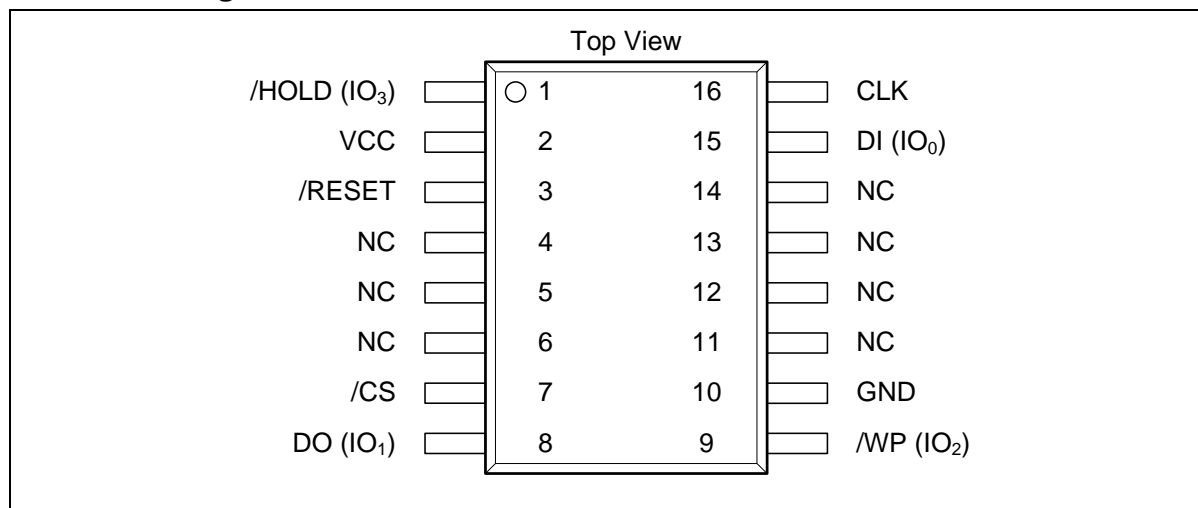 Top View
/HOLD (IO₃) 1 16 CLK
VCC 2 15 DI (IO₀)
/RESET 3 14 NC
NC 4 13 NC
NC 5 12 NC
NC 6 11 NC
/CS 7 10 GND
DO (IO₁) 8 9 /WP (IO₂)